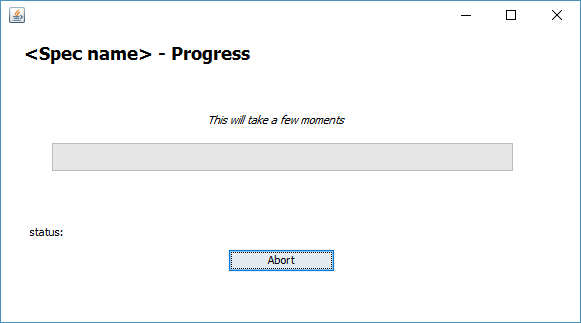 <Spec name> - Progress
This will take a few moments
status:
Abort